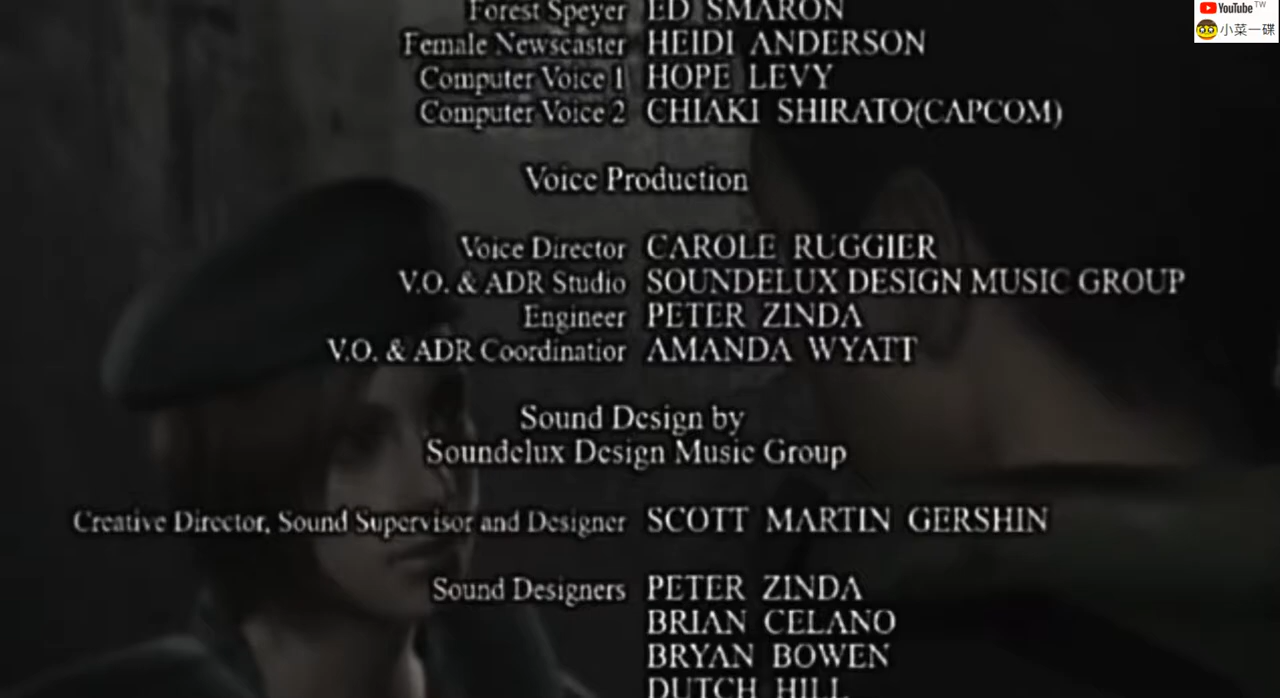 YouTube TW
小菜一碟
Forest Speyer ED SMARON
Female Newscaster HEIDI ANDERSON
Computer Voice 1 HOPE LEVY
Computer Voice 2 CHIAKI SHIRATO(CAPCOM)
Voice Production
Voice Director CAROLE RUGGIER
V.O. & ADR Studio SOUNDELUX DESIGN MUSIC GROUP
Engineer PETER ZINDA
V.O. & ADR Coordinatior AMANDA WYATT
Sound Design by
Soundelux Design Music Group
Creative Director, Sound Supervisor and Designer SCOTT MARTIN GERSHIN
Sound Designers PETER ZINDA
BRIAN CELANO
BRYAN BOWEN
DUTCH HILL